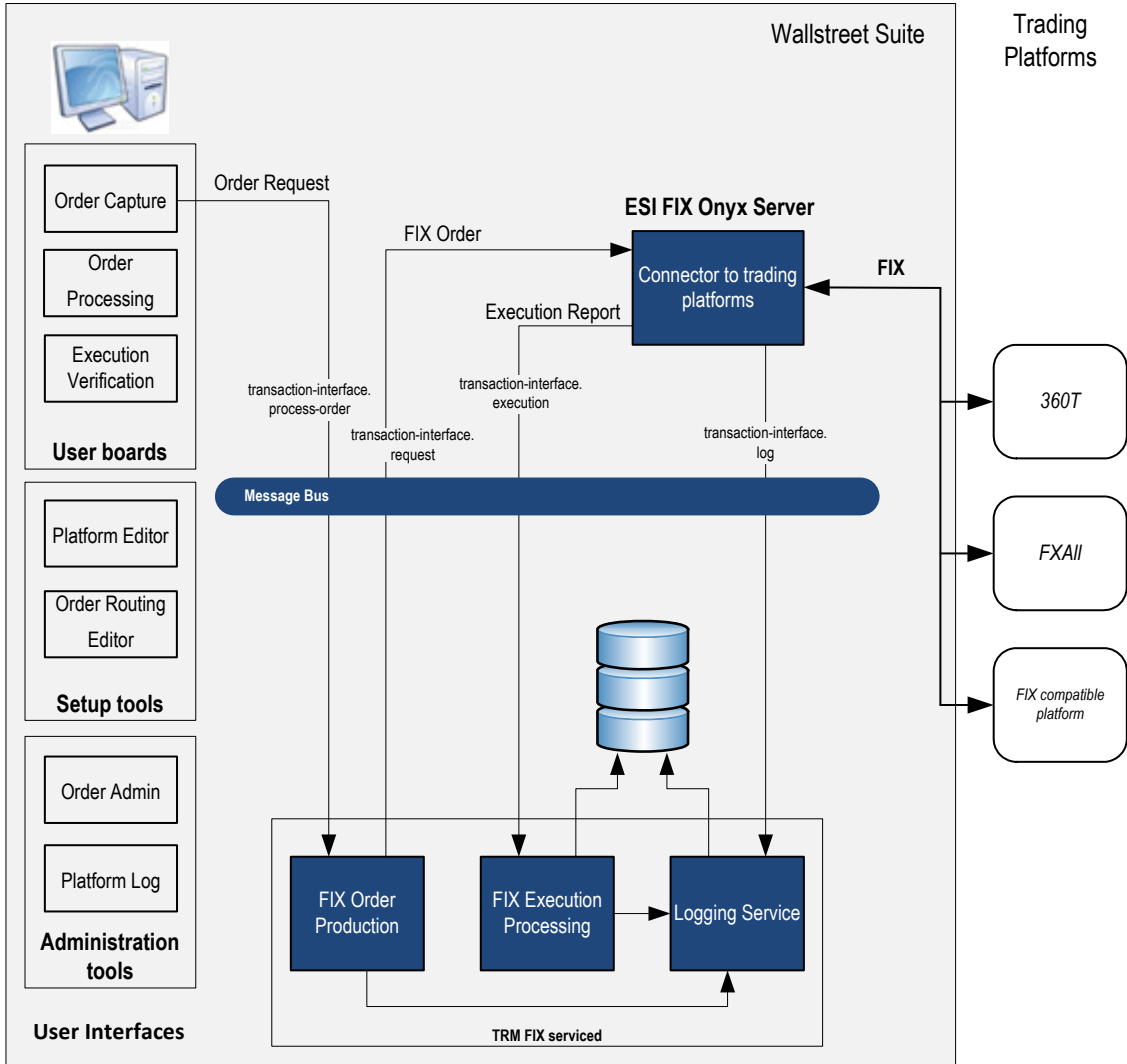 Wallstreet Suite
Trading
Platforms
Order Capture
Order
Processing
Execution
Verification
User boards
Platform Editor
Order Routing
Editor
Setup tools
Order Admin
Platform Log
Administration
tools
User Interfaces
Order Request
FIX Order
ESI FIX Onyx Server
Connector to trading
platforms
FIX
Execution Report
transaction-interface.
process-order
transaction-interface.
request
transaction-interface.
execution
transaction-interface.
log
Message Bus
360T
FXAll
FIX compatible
platform
FIX Order
Production
FIX Execution
Processing
Logging Service
TRM FIX serviced